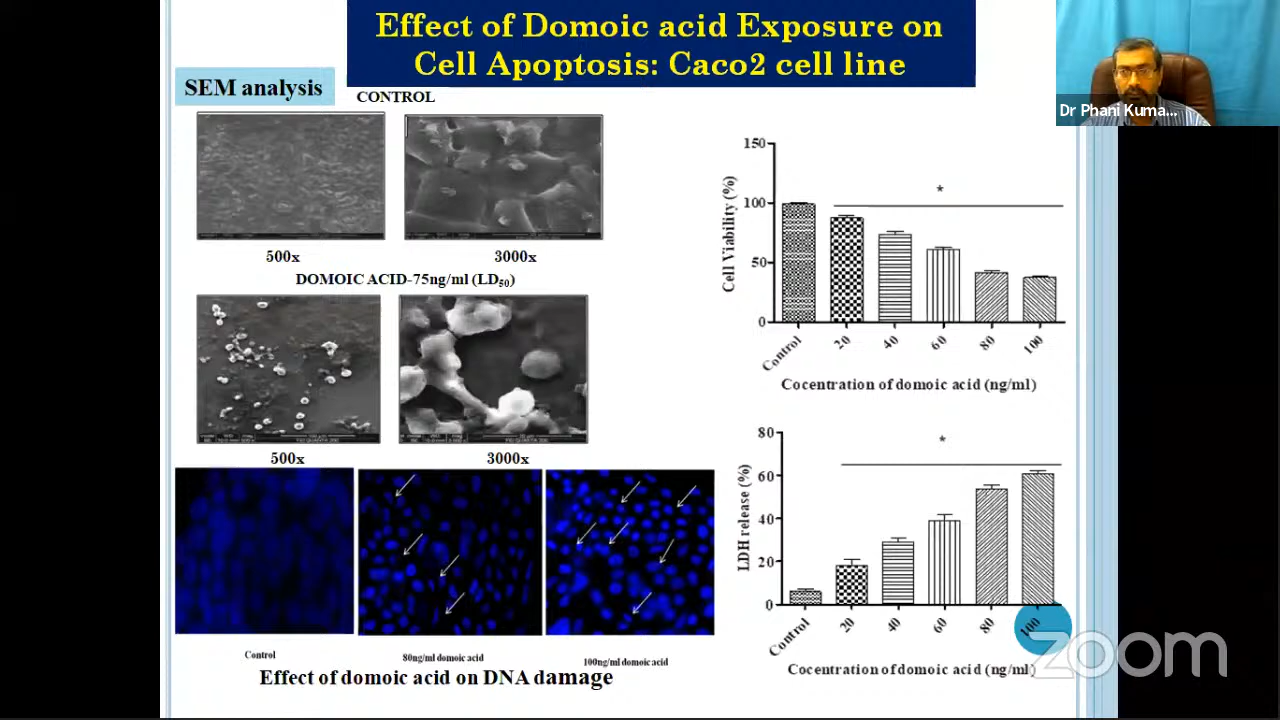 Effect of Domoic acid Exposure on
Cell Apoptosis: Caco2 cell line
Dr Phani Kuma...
SEM analysis
CONTROL
500x
3000x
DOMOIC ACID-75ng/ml (LD50)
500x
3000x
Control
80ng/ml domoic acid
100ng/ml domoic acid
Effect of domoic acid on DNA damage
Cell Viability (%)
150
100
50
0
*
Control
20
40
60
80
100
Cocentration of domoic acid (ng/ml)
LDH release (%)
80
60
40
20
0
*
Control
20
40
60
80
100
Cocentration of domoic acid (ng/ml)
zoom